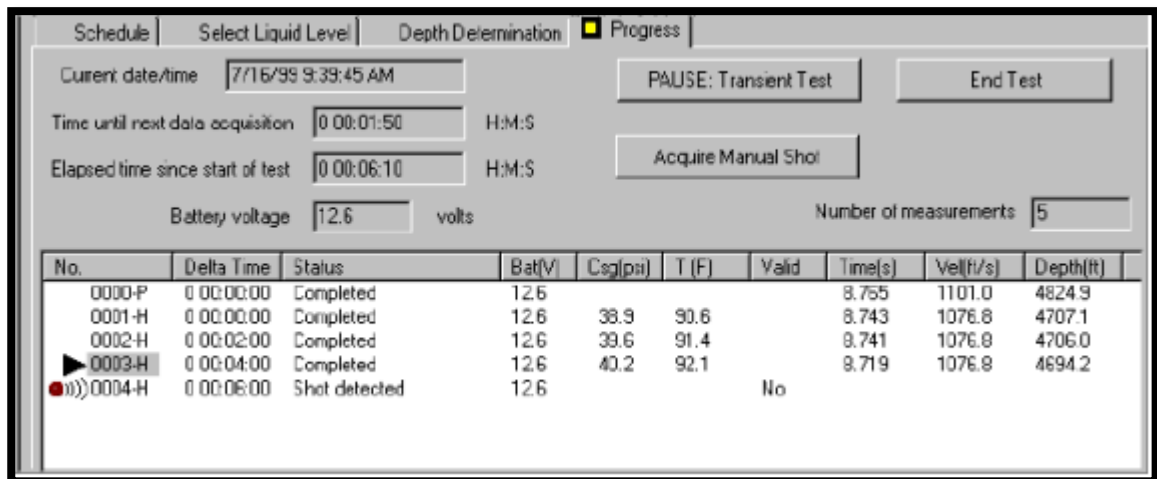 Schedule Select Liquid Level Depth Determination Progress
Current date/time 7/16/99 9:39:45 AM PAUSE: Transient Test End Test
Time until next data acquisition 0 00:01:50 H:M:S
Acquire Manual Shot
Elapsed time since start of test 0 00:06:10 H:M:S
Battery voltage 12.6 volts Number of measurements 5
No. Delta Time Status Bat(V) Csg(psi) T (F) Valid Time(s) Vel(ft/s) Depth(ft)
0000-P 0 00:00:00 Completed 12.6 8.765 1101.0 4824.9
0001-H 0 00:00:00 Completed 12.6 38.9 90.6 8.743 1076.8 4707.1
0002-H 0 00:02:00 Completed 12.6 39.6 91.4 8.741 1076.8 4706.0
0003-H 0 00:04:00 Completed 12.6 40.2 92.1 8.719 1076.8 4694.2
0004-H 0 00:06:00 Shot detected 12.6 No